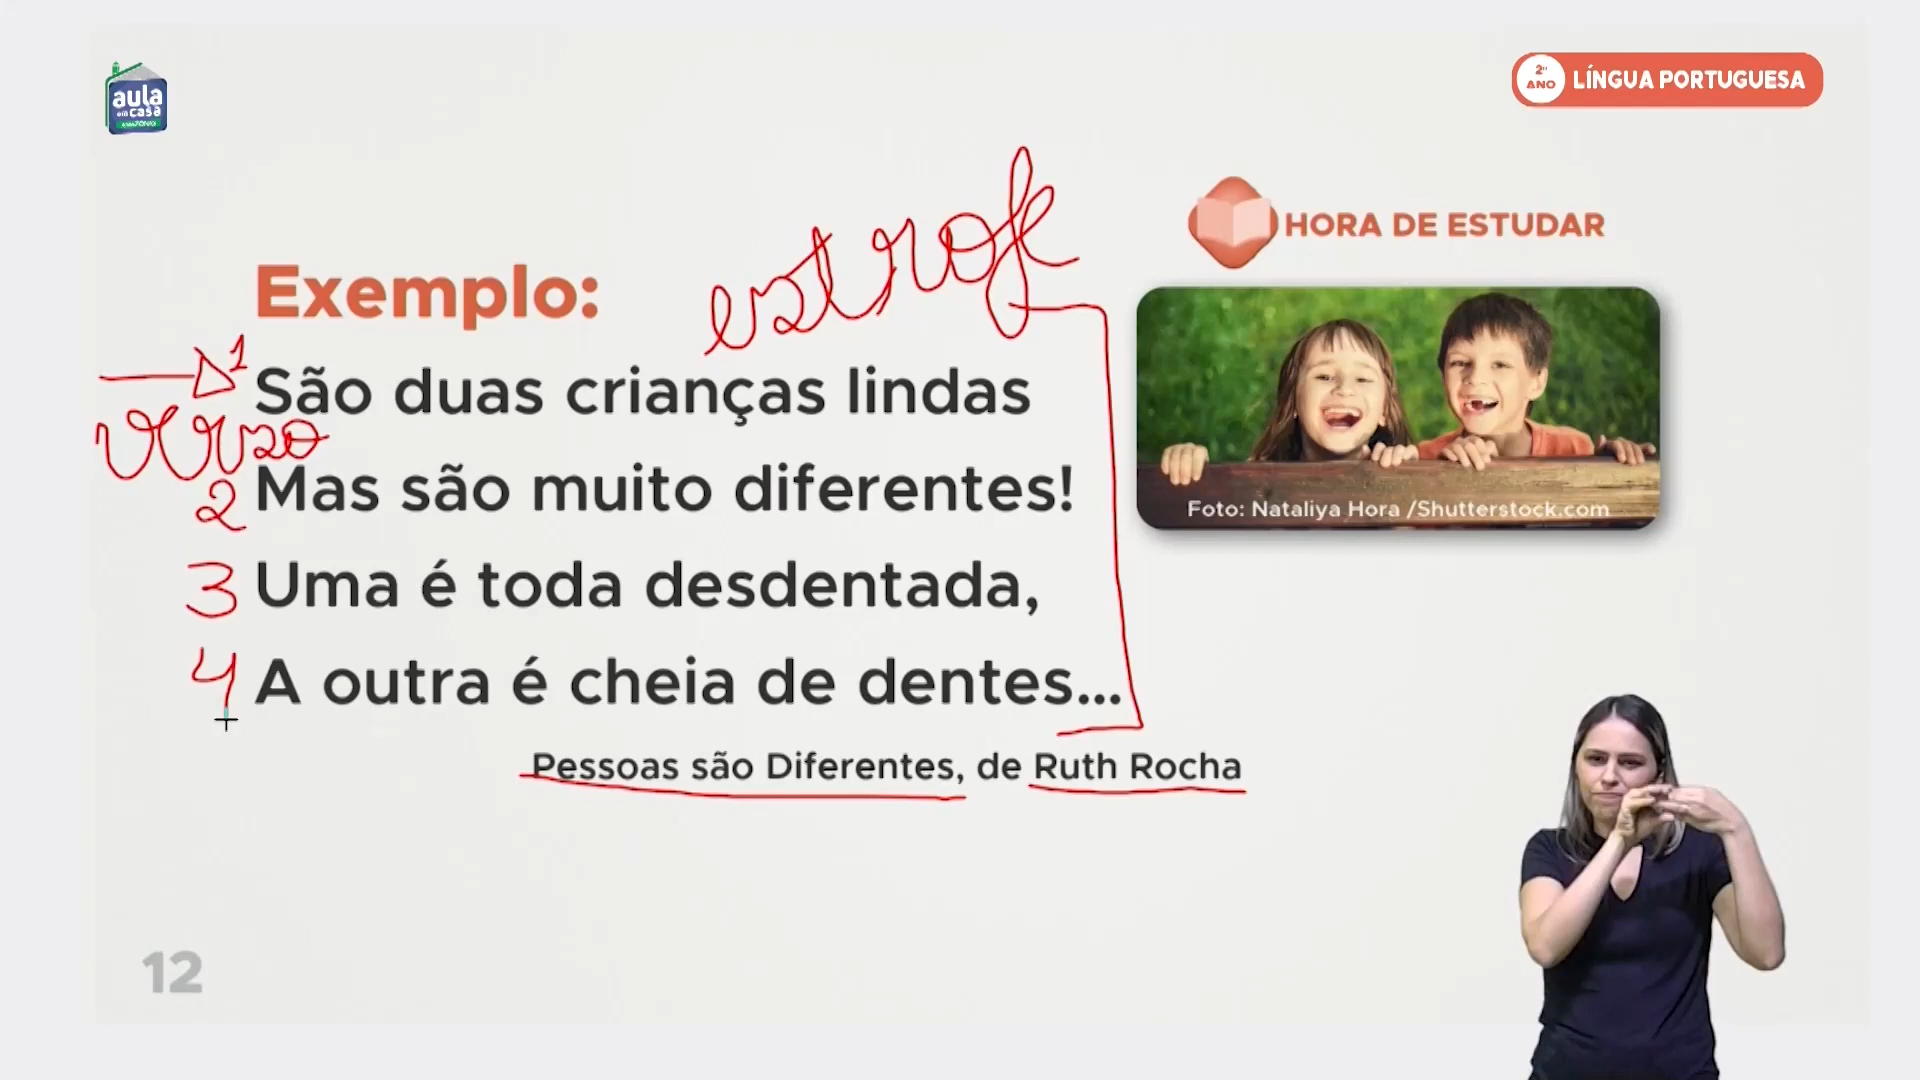 aula
em casa
2º
ANO
LÍNGUA PORTUGUESA
HORA DE ESTUDAR
estrofe
Exemplo:
1 São duas crianças lindas
verso
2 Mas são muito diferentes!
3 Uma é toda desdentada,
4 A outra é cheia de dentes...
Pessoas são Diferentes, de Ruth Rocha
Foto: Nataliya Hora /Shutterstock.com
12